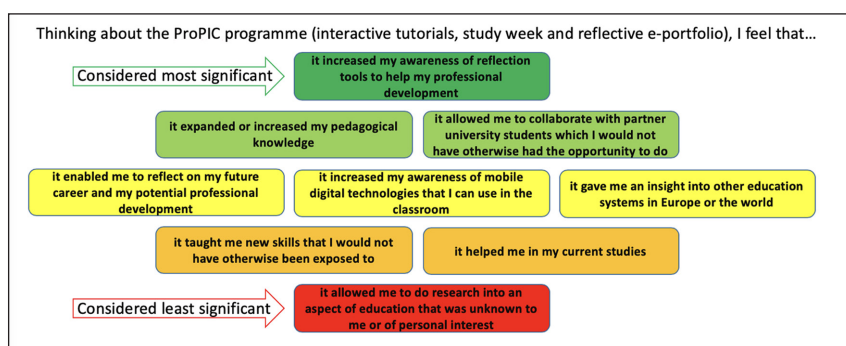 Thinking about the ProPIC programme (interactive tutorials, study week and reflective e-portfolio), I feel that...
Considered most significant
it increased my awareness of reflection
tools to help my professional
development
it expanded or increased my pedagogical
knowledge
it allowed me to collaborate with partner
university students which I would not
have otherwise had the opportunity to do
it enabled me to reflect on my future
career and my potential professional
development
it increased my awareness of mobile
digital technologies that I can use in the
classroom
it gave me an insight into other education
systems in Europe or the world
it taught me new skills that I would not
have otherwise been exposed to
it helped me in my current studies
Considered least significant
it allowed me to do research into an
aspect of education that was unknown to
me or of personal interest